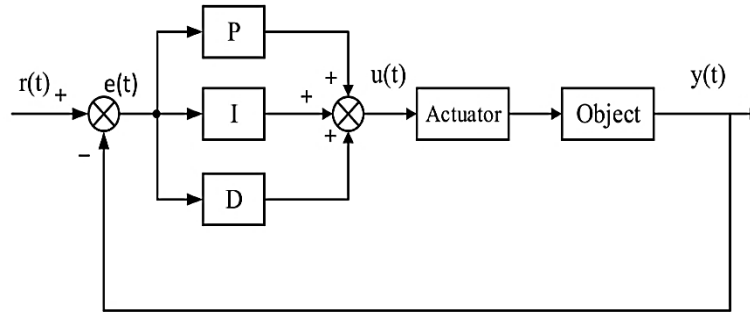 P
r(t) + e(t) + u(t) y(t)
I + Actuator Object
− +
D